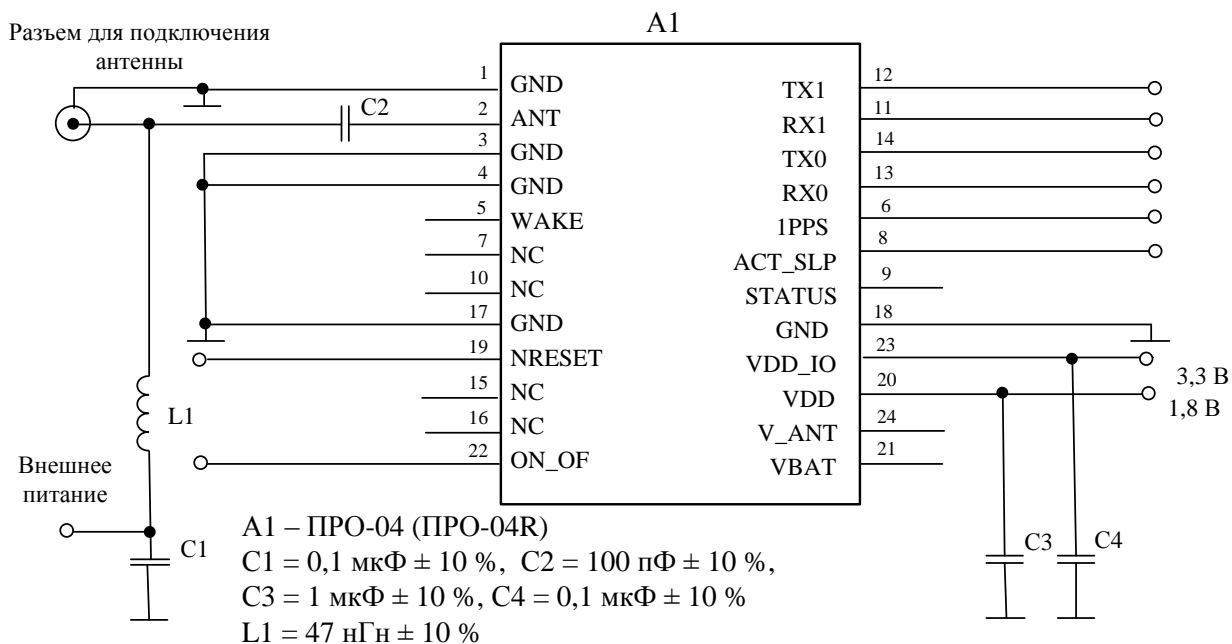 A1
Разъем для подключения
антенны
1
GND
C2
2
ANT
3
GND
4
GND
5
WAKE
7
NC
10
NC
17
GND
19
NRESET
15
NC
16
NC
22
ON_OF
12
TX1
11
RX1
14
TX0
13
RX0
6
1PPS
8
ACT_SLP
9
STATUS
18
GND
23
VDD_IO
3,3 В
20
VDD
1,8 В
24
V_ANT
21
VBAT
L1
Внешнее
питание
C1
C3
C4
A1 – ПРО-04 (ПРО-04R)
C1 = 0,1 мкФ ± 10 %, C2 = 100 пФ ± 10 %,
C3 = 1 мкФ ± 10 %, C4 = 0,1 мкФ ± 10 %
L1 = 47 нГн ± 10 %